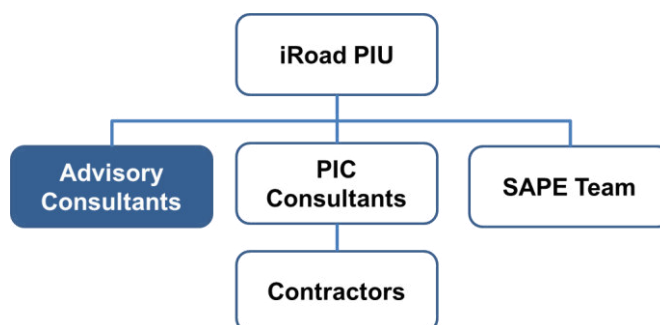 iRoad PIU
Advisory
Consultants
PIC
Consultants
SAPE Team
Contractors